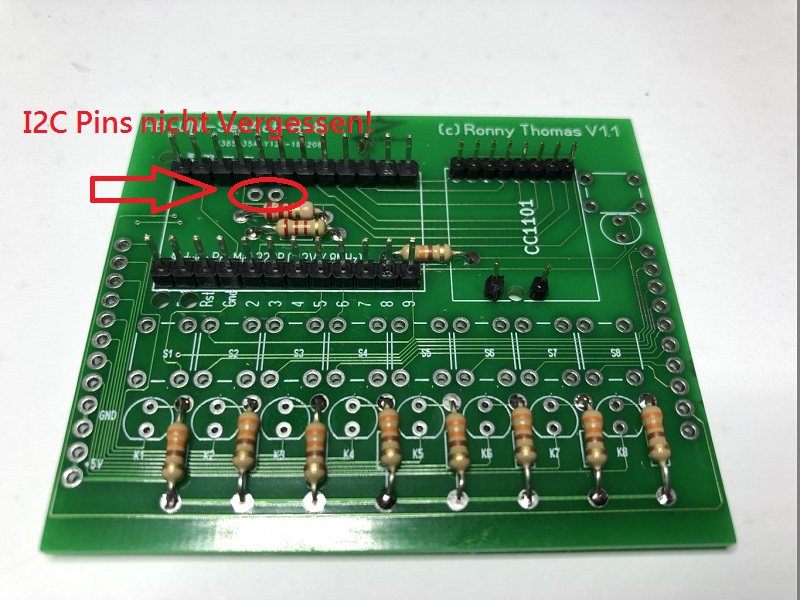 I2C Pins nicht Vergessen!
(c) Ronny Thomas V1.1
CC1101
Rst
Gnd
2
3
4
5
6
7
8
9
S1
S2
S3
S4
S5
S6
S7
S8
GND
K1
K2
K3
K4
K5
K6
K7
K8
+5V